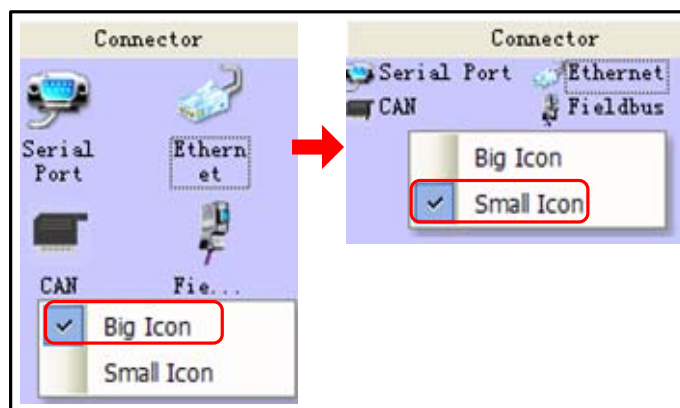 Connector
Serial Port
Ethern et
CAN
Fie...
Big Icon
Small Icon
Connector
Serial Port
Ethernet
CAN
Fieldbus
Big Icon
Small Icon